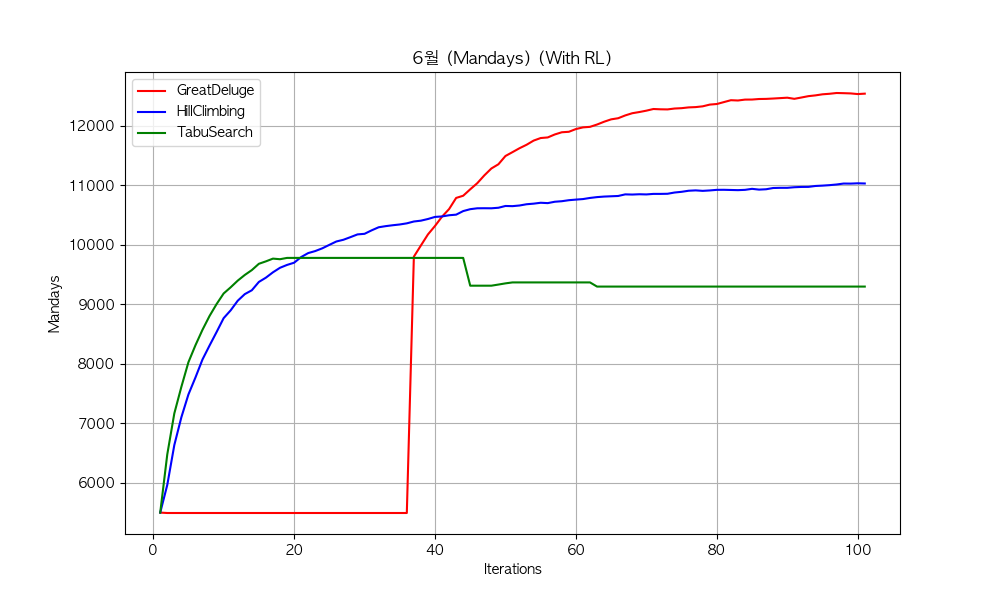 6월 (Mandays) (With RL)
GreatDeluge
HillClimbing
TabuSearch
Mandays
12000
11000
10000
9000
8000
7000
6000
0 20 40 60 80 100
Iterations